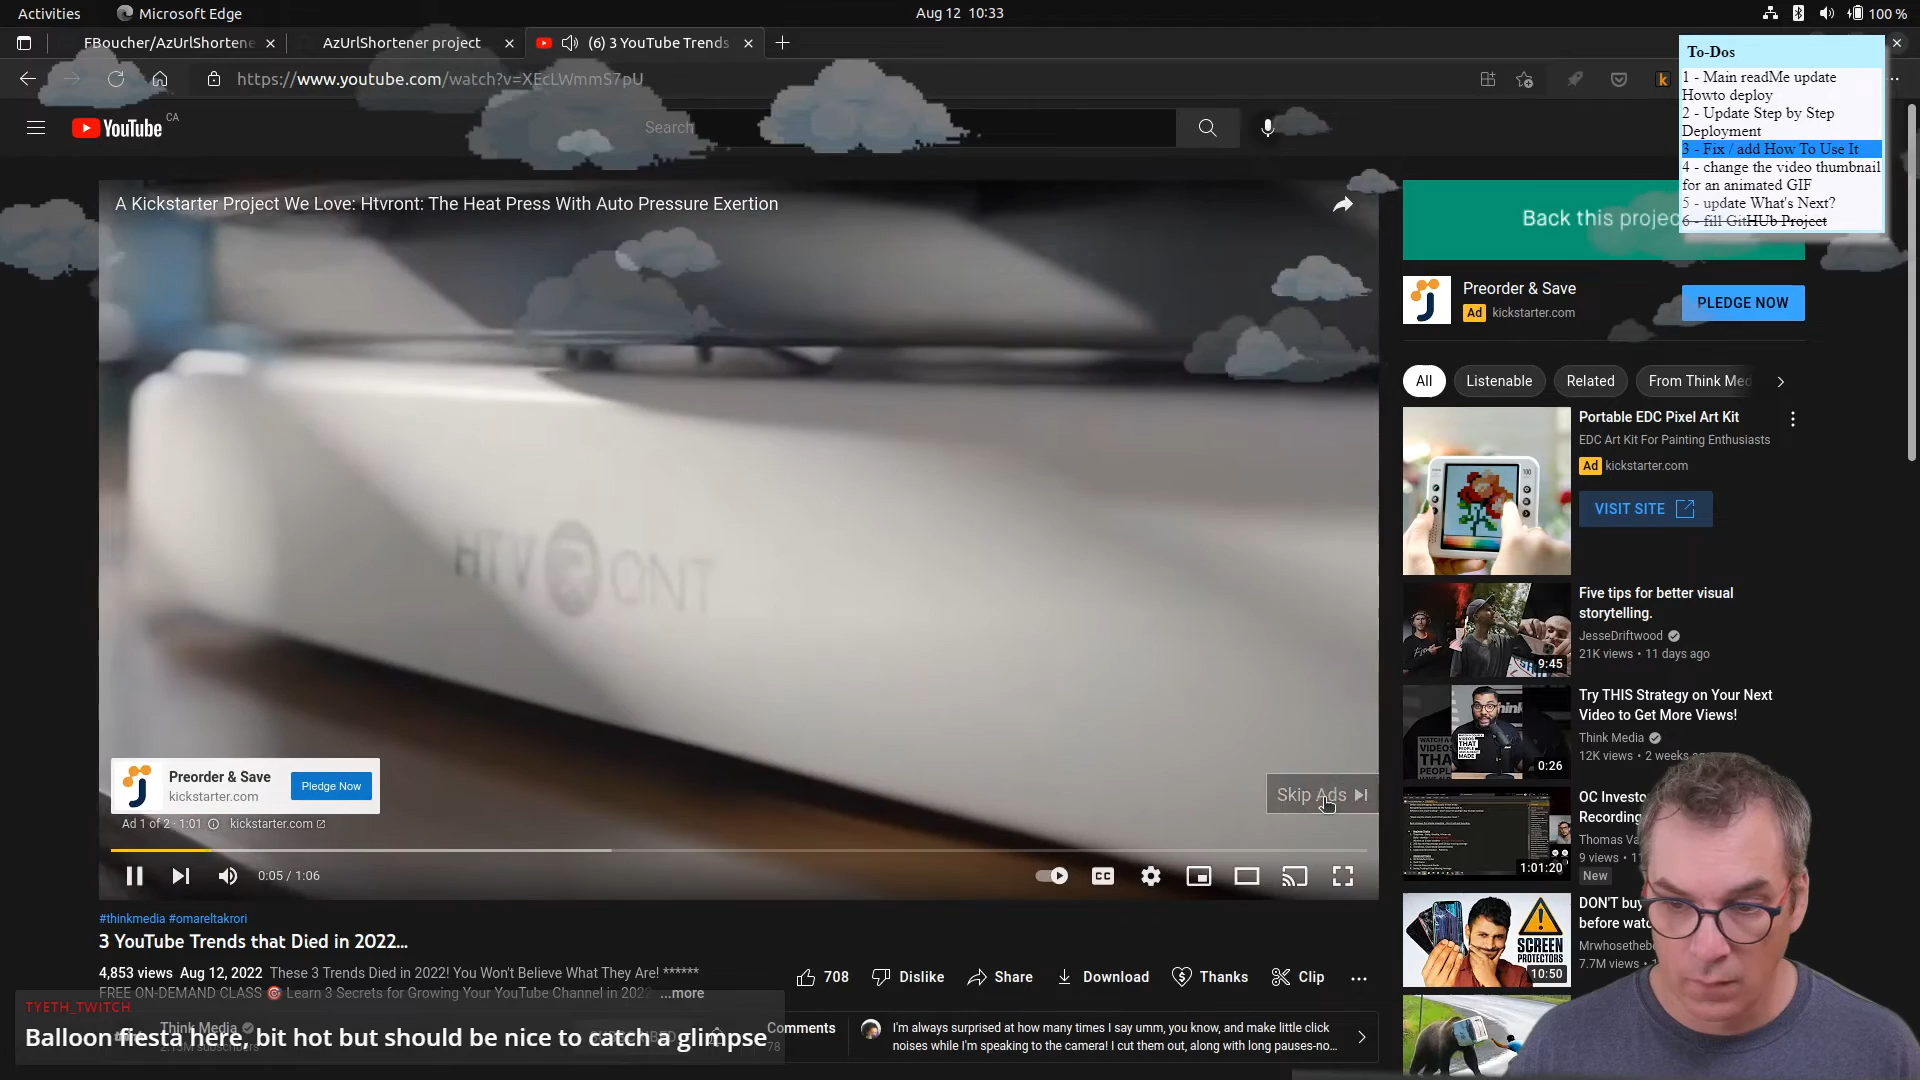 Activities
Microsoft Edge
Aug 12 10:33
100 %
FBoucher/AzUrlShortene
AzUrlShortener project
(6) 3 YouTube Trends
https://www.youtube.com/watch?v=XEcLWmmS7pU
To-Dos
1 - Main readMe update
Howto deploy
2 - Update Step by Step
Deployment
3 - Fix / add How To Use It
4 - change the video thumbnail
for an animated GIF
5 - update What's Next?
6 - fill GitHUb Project
YouTube
CA
Search
A Kickstarter Project We Love: Htvront: The Heat Press With Auto Pressure Exertion
HTVRONT
Back this projec
Preorder & Save
Ad kickstarter.com
PLEDGE NOW
All
Listenable
Related
From Think Med
Portable EDC Pixel Art Kit
EDC Art Kit For Painting Enthusiasts
Ad kickstarter.com
VISIT SITE
Five tips for better visual
storytelling.
JesseDriftwood
21K views • 11 days ago
9:45
Try THIS Strategy on Your Next
Video to Get More Views!
Think Media
12K views • 2 weeks
0:26
OC Investo
Recording
Thomas Va
9 views • 1
New
1:01:20
DON'T buy
before watc
Mrwhosethebo
7.7M views •
SCREEN
PROTECTORS
10:50
Preorder & Save
kickstarter.com
Pledge Now
Ad 1 of 2 · 1:01
kickstarter.com
Skip Ads
0:05 / 1:06
CC
#thinkmedia #omareltakrori
3 YouTube Trends that Died in 2022...
4,853 views Aug 12, 2022 These 3 Trends Died in 2022! You Won't Believe What They Are! ******
FREE ON-DEMAND CLASS 🎯 Learn 3 Secrets for Growing Your YouTube Channel in 202 ...more
708
Dislike
Share
Download
Thanks
Clip
TYETH_TWITCH
Balloon fiesta here, bit hot but should be nice to catch a glimpse
Think Media
Comments
78
I'm always surprised at how many times I say umm, you know, and make little click
noises while I'm speaking to the camera! I cut them out, along with long pauses-no...